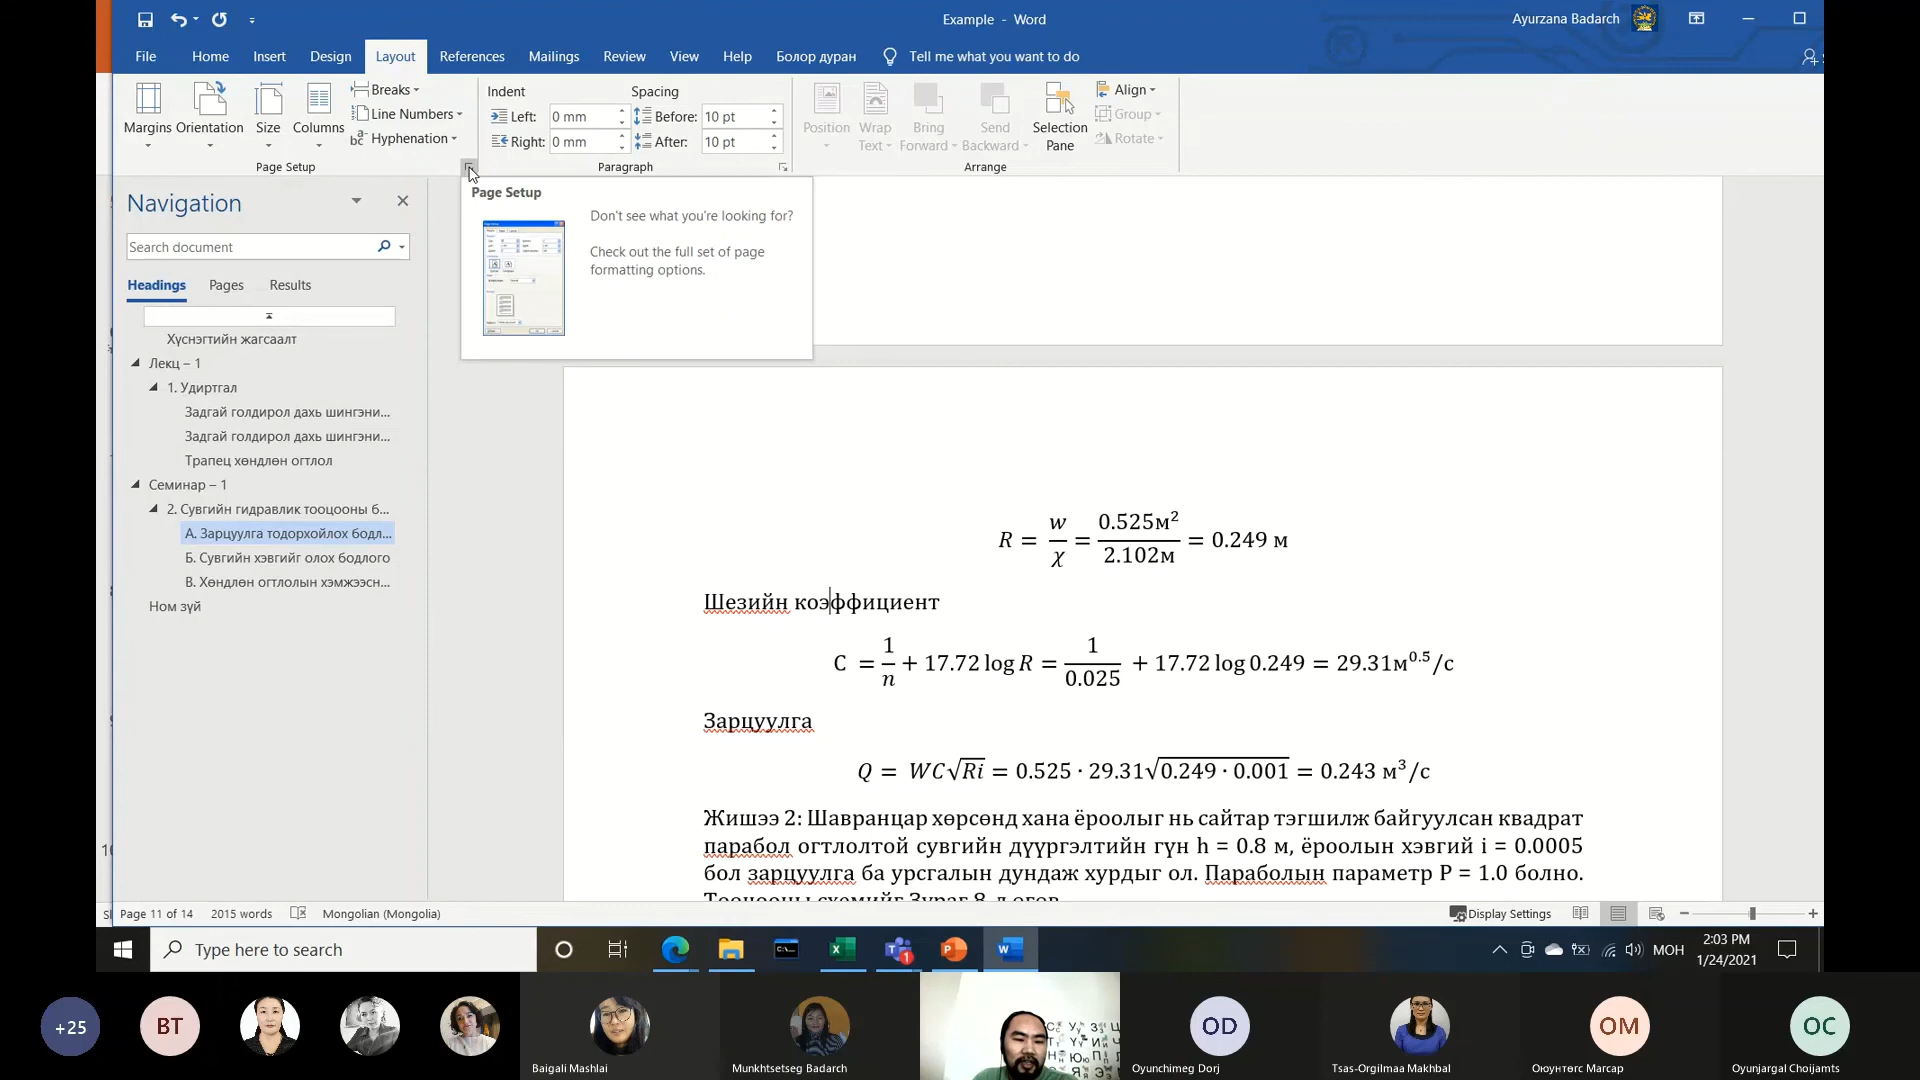 Example - Word
Ayurzana Badarch
File Home Insert Design Layout References Mailings Review View Help Болор дуран Tell me what you want to do
Margins
Orientation
Size
Columns
Breaks
Line Numbers
Hyphenation
Page Setup
Indent
Left: 0 mm
Right: 0 mm
Spacing
Before: 10 pt
After: 10 pt
Paragraph
Position
Wrap Text
Bring Forward
Send Backward
Selection Pane
Align
Group
Rotate
Arrange
Page Setup
Don't see what you're looking for?
Check out the full set of page
formatting options.
Navigation
Search document
Headings Pages Results
Хүснэгтийн жагсаалт
Лекц – 1
1. Удиртгал
Задгай голдирол дахь шингэни...
Задгай голдирол дахь шингэни...
Трапец хөндлөн огтлол
Семинар – 1
2. Сувгийн гидравлик тооцооны б...
А. Зарцуулга тодорхойлох бодл...
Б. Сувгийн хэвгийг олох бодлого
В. Хөндлөн огтлолын хэмжээсн...
Ном зүй
R = w/χ = 0.525м²/2.102м = 0.249 м
Шезийн коэффициент
C = 1/n + 17.72 log R = 1/0.025 + 17.72 log 0.249 = 29.31м^0.5/с
Зарцуулга
Q = WC√Ri = 0.525 · 29.31√0.249 · 0.001 = 0.243 м³/с
Жишээ 2: Шавранцар хөрсөнд хана ёроолыг нь сайтар тэгшилж байгуулсан квадрат
парабол огтлолтой сувгийн дүүргэлтийн гүн h = 0.8 м, ёроолын хэвгий i = 0.0005
бол зарцуулга ба урсгалын дундаж хурдыг ол. Параболын параметр P = 1.0 болно.
Page 11 of 14 2015 words Mongolian (Mongolia) Display Settings
Type here to search
МОН
2:03 PM
1/24/2021
+25
BT
OD
OM
OC
Baigali Mashlai
Munkhtsetseg Badarch
Oyunchimeg Dorj
Tsas-Orgilmaa Makhbal
Оюунтөгс Марсар
Oyunjargal Choijamts